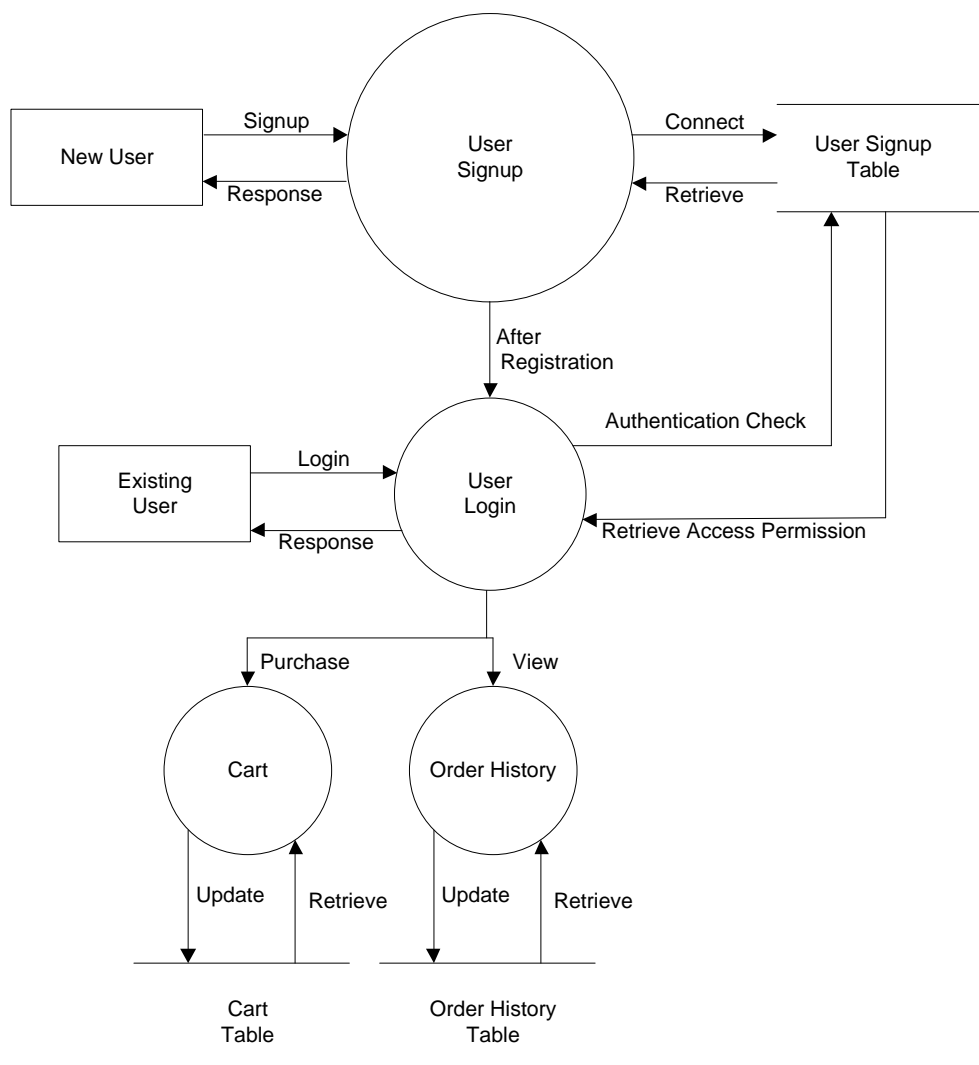 Signup
Connect
New User
User
Signup
User Signup
Table
Response
Retrieve
After
Registration
Authentication Check
Login
Existing
User
User
Login
Response
Retrieve Access Permission
Purchase
View
Cart
Order History
Update
Retrieve
Update
Retrieve
Cart
Table
Order History
Table